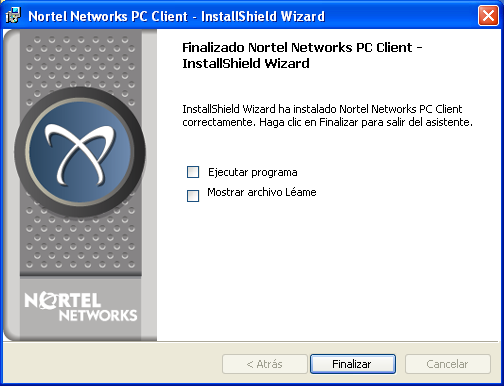 Nortel Networks PC Client - InstallShield Wizard
Finalizado Nortel Networks PC Client -
InstallShield Wizard
InstallShield Wizard ha instalado Nortel Networks PC Client
correctamente. Haga clic en Finalizar para salir del asistente.
Ejecutar programa
Mostrar archivo Léame
NORTEL
NETWORKS
< Atrás
Finalizar
Cancelar